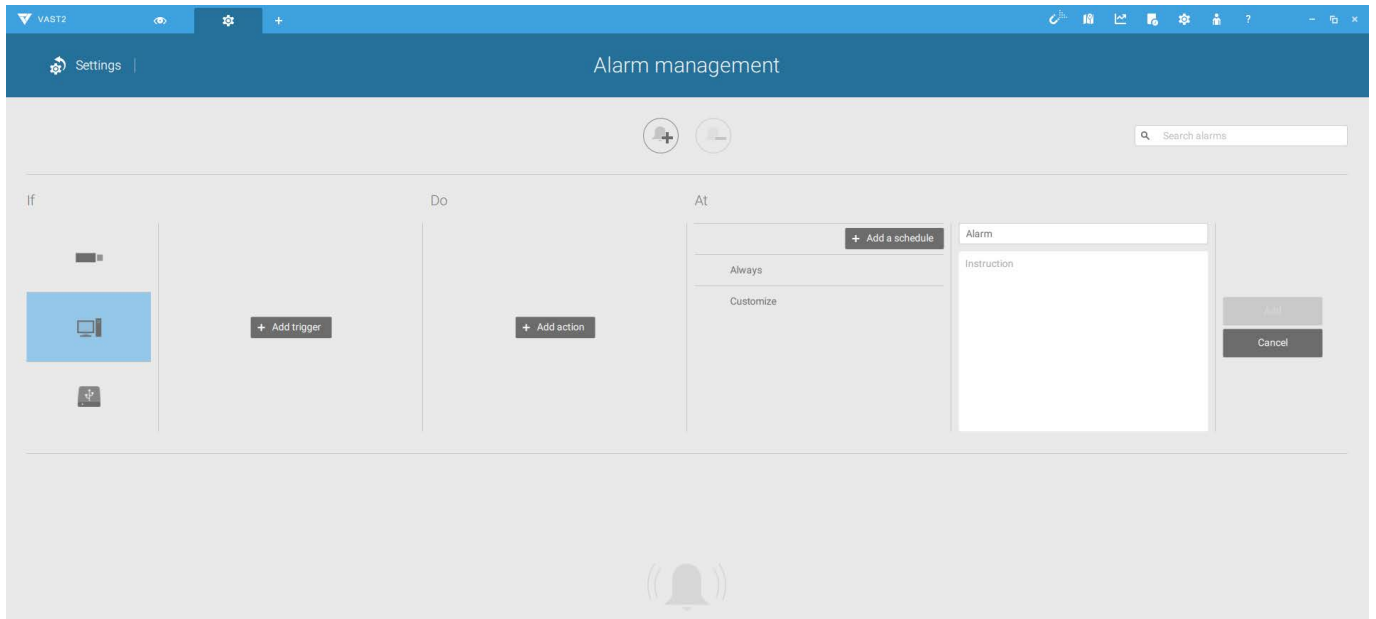 VAST2
+
?
Settings
Alarm management
Search alarms
If
Do
At
+ Add a schedule
Alarm
Always
Instruction
Customize
+ Add trigger
+ Add action
Add
Cancel